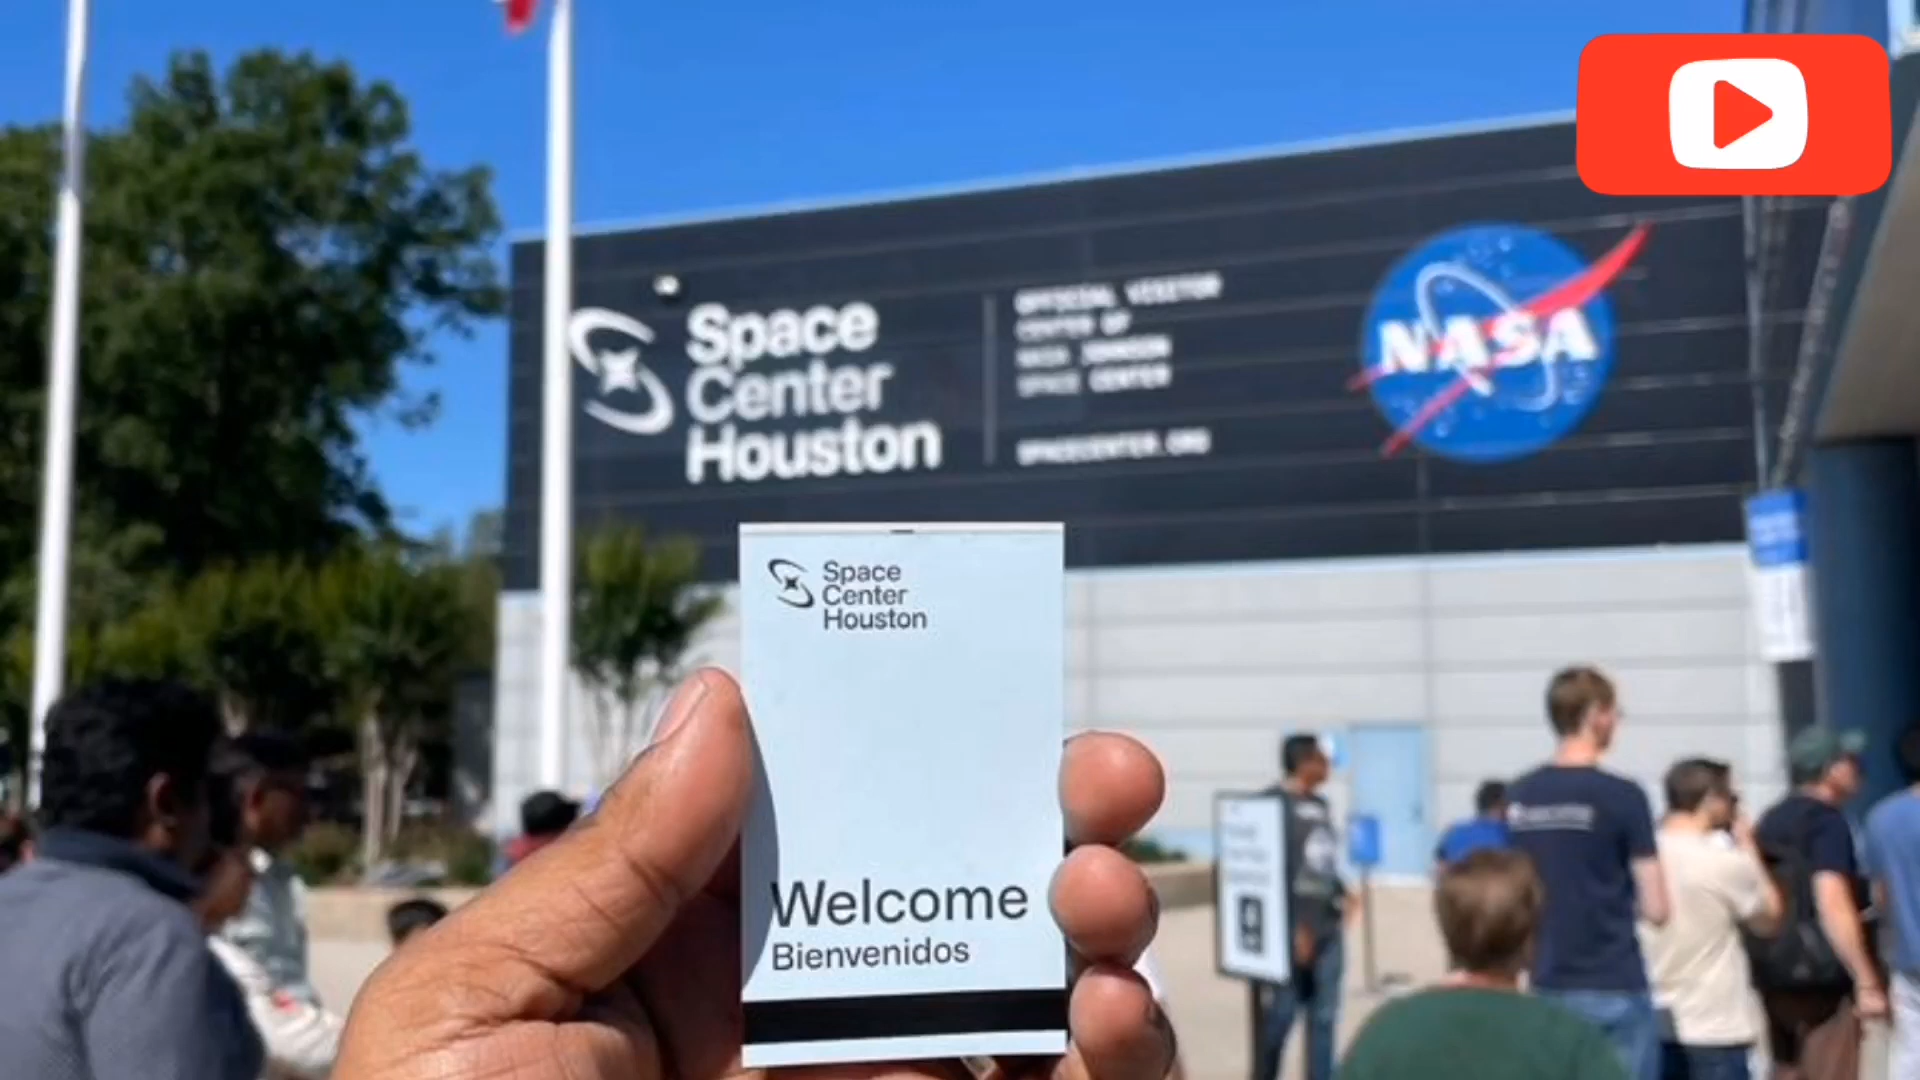 Space
Center
Houston
OFFICIAL VISITOR
CENTER OF
NASA JOHNSON
SPACE CENTER
SPACECENTER.ORG
NASA
Space
Center
Houston
Welcome
Bienvenidos